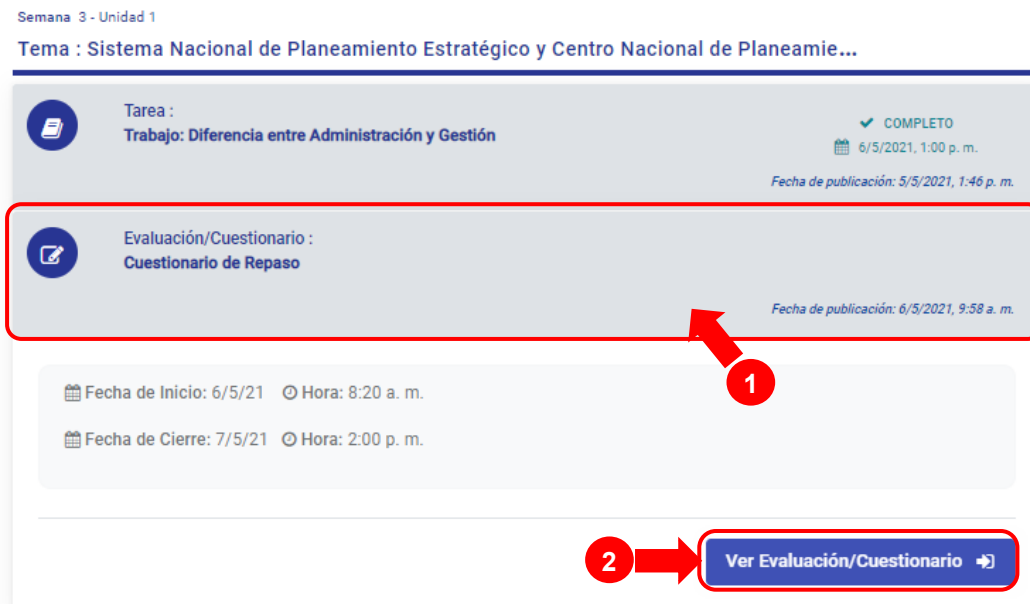 Semana 3 - Unidad 1
Tema : Sistema Nacional de Planeamiento Estratégico y Centro Nacional de Planeamie...
Tarea :
Trabajo: Diferencia entre Administración y Gestión
COMPLETO
6/5/2021, 1:00 p. m.
Fecha de publicación: 5/5/2021, 1:46 p. m.
Evaluación/Cuestionario :
Cuestionario de Repaso
Fecha de publicación: 6/5/2021, 9:58 a. m.
1
Fecha de Inicio: 6/5/21 Hora: 8:20 a. m.
Fecha de Cierre: 7/5/21 Hora: 2:00 p. m.
2
Ver Evaluación/Cuestionario